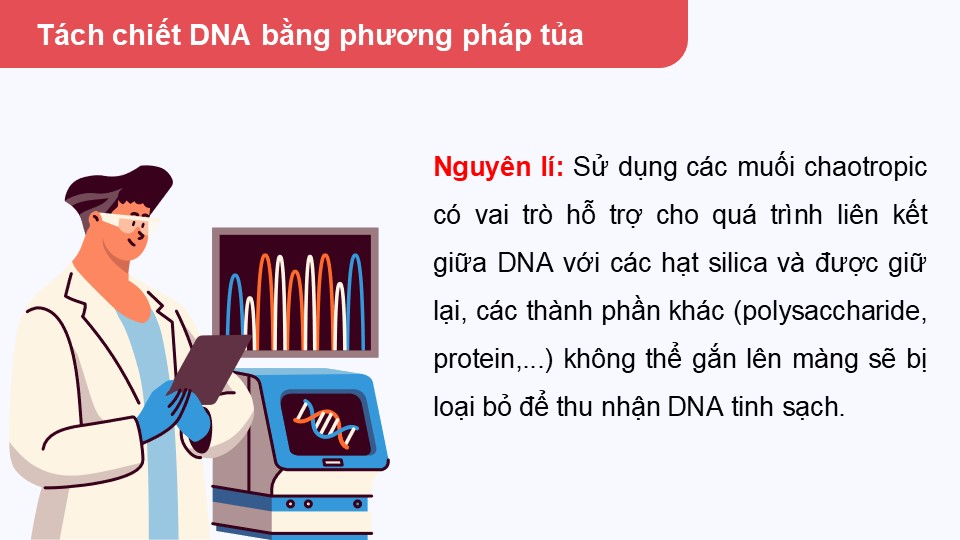 Tách chiết DNA bằng phương pháp tủa
Nguyên lí: Sử dụng các muối chaotropic
có vai trò hỗ trợ cho quá trình liên kết
giữa DNA với các hạt silica và được giữ
lại, các thành phần khác (polysaccharide,
protein,...) không thể gắn lên màng sẽ bị
loại bỏ để thu nhận DNA tinh sạch.